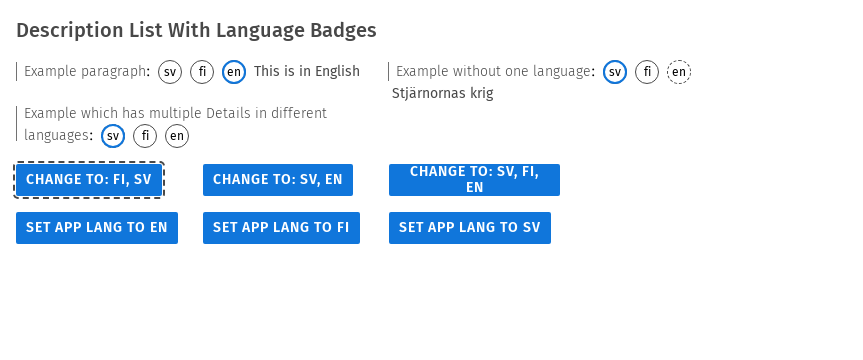 Description List With Language Badges
Example paragraph: sv fi en This is in English
Example without one language: sv fi en
Stjärnornas krig
Example which has multiple Details in different
languages: sv fi en
CHANGE TO: FI, SV
CHANGE TO: SV, EN
CHANGE TO: SV, FI,
EN
SET APP LANG TO EN
SET APP LANG TO FI
SET APP LANG TO SV